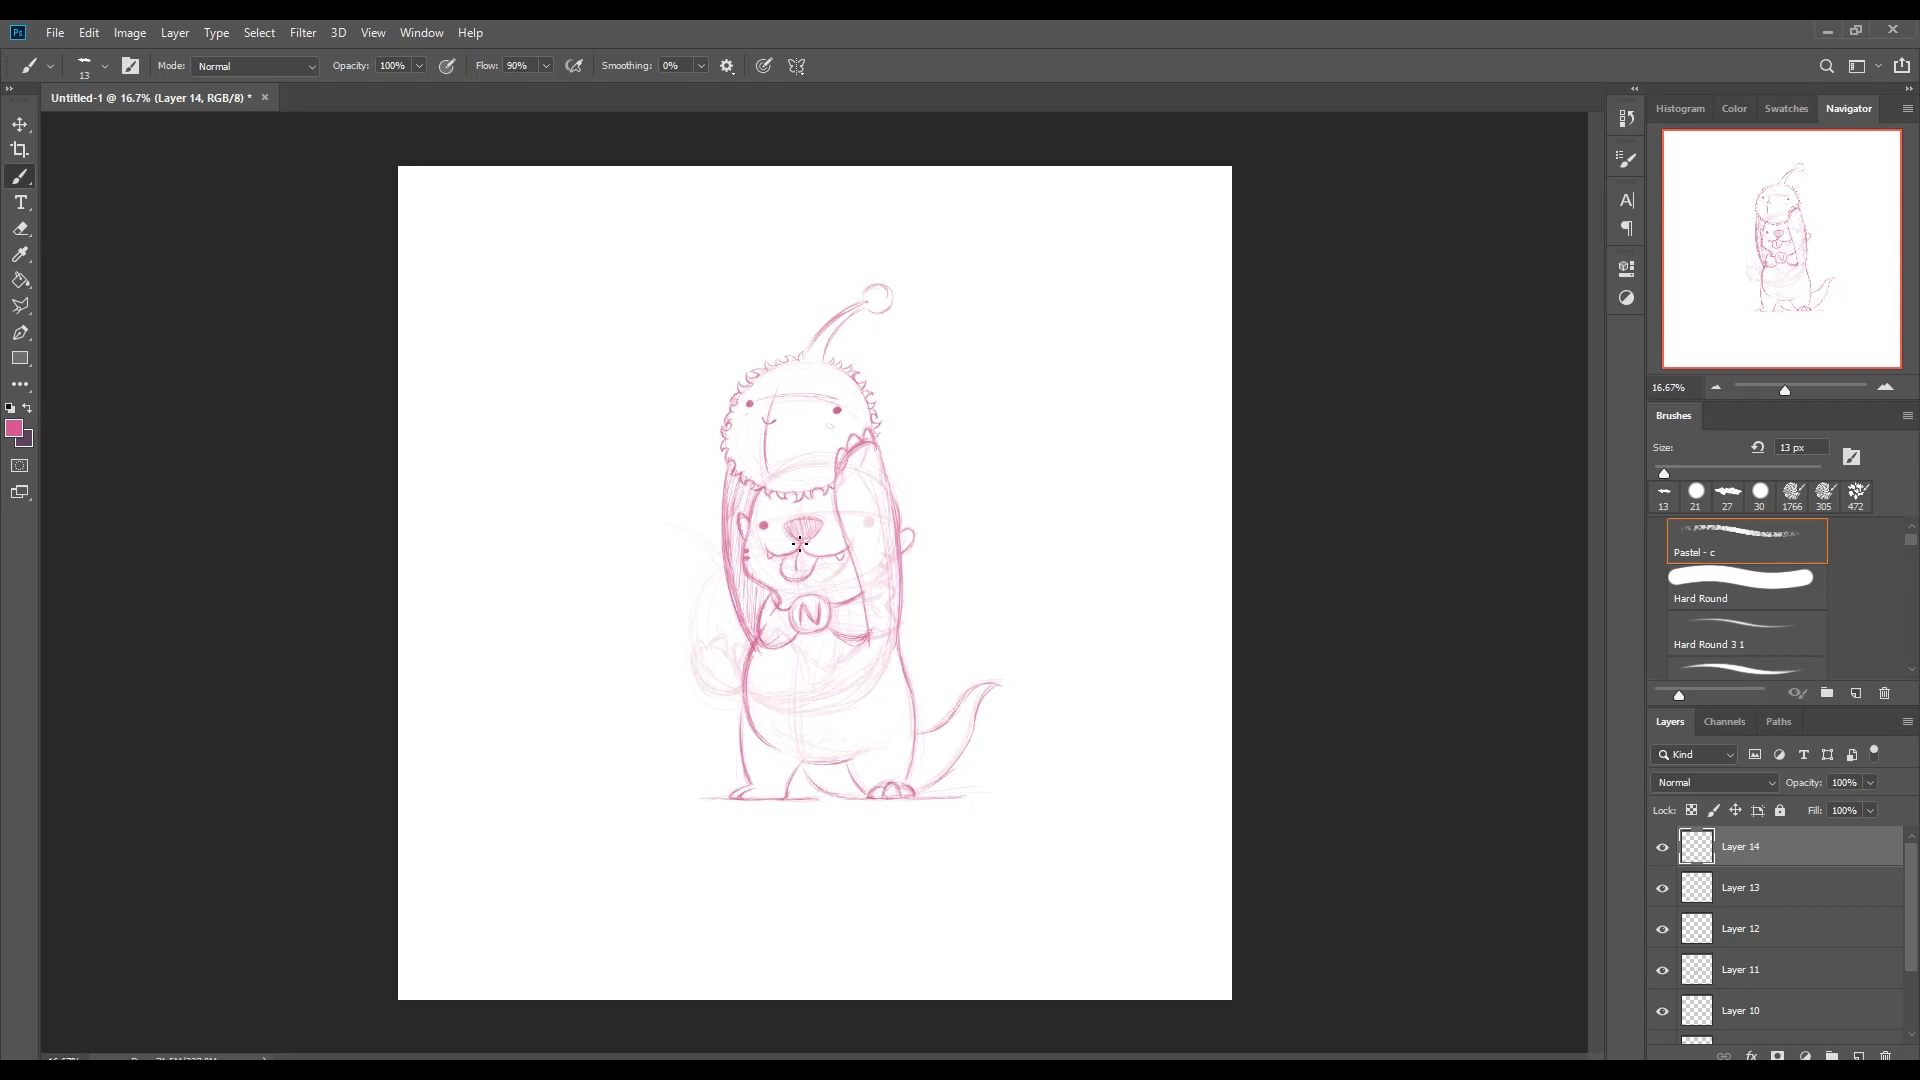 Ps File Edit Image Layer Type Select Filter 3D View Window Help
13 Mode: Normal Opacity: 100% Flow: 90% Smoothing: 0%
Untitled-1 @ 16.7% (Layer 14, RGB/8) *
Histogram Color Swatches Navigator
16.67%
Brushes
Size: 13 px
13 21 27 30 1766 305 472
Pastel - c
Hard Round
Hard Round 3 1
N
Layers Channels Paths
Kind
Normal Opacity: 100%
Lock: Fill: 100%
Layer 14
Layer 13
Layer 12
Layer 11
Layer 10
fx